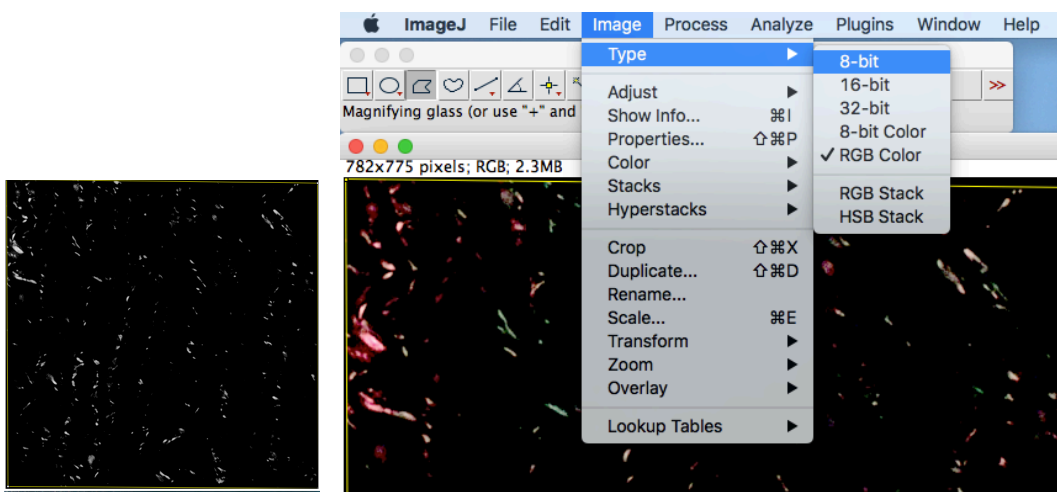 ImageJ File Edit Image Process Analyze Plugins Window Help
Type ▶
8-bit
16-bit
32-bit
8-bit Color
✓ RGB Color
RGB Stack
HSB Stack
Magnifying glass (or use "+" and
782x775 pixels; RGB; 2.3MB
Adjust ▶
Show Info... ⌘I
Properties... ⇧⌘P
Color ▶
Stacks ▶
Hyperstacks ▶
Crop ⇧⌘X
Duplicate... ⇧⌘D
Rename...
Scale... ⌘E
Transform ▶
Zoom ▶
Overlay ▶
Lookup Tables ▶